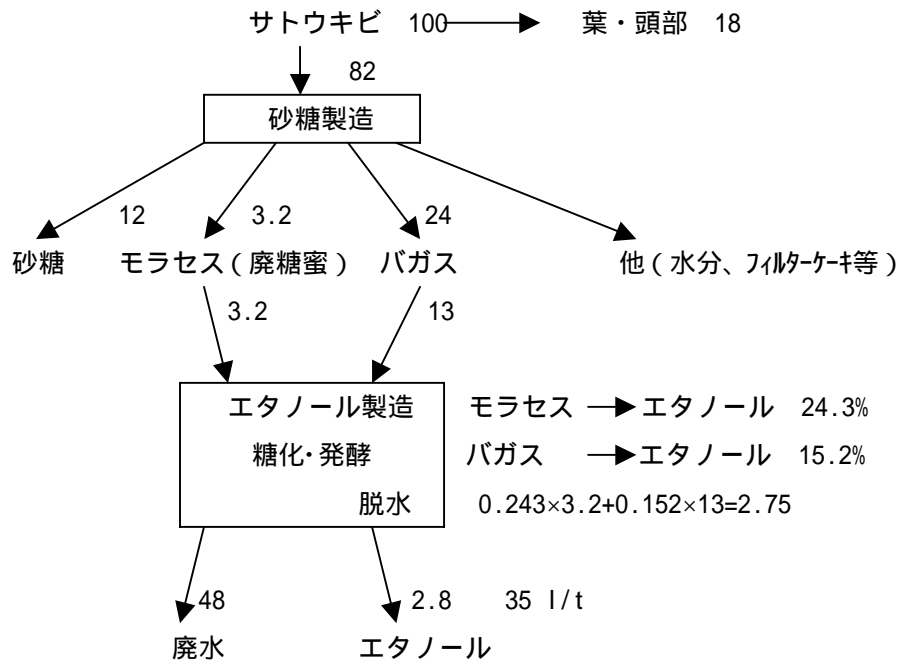 サトウキビ 100 → 葉・頭部 18
82
砂糖製造
12 3.2 24
砂糖 モラセス(廃糖蜜) バガス 他(水分、フィルターケーキ等)
3.2 13
エタノール製造 モラセス → エタノール 24.3%
糖化・発酵 バガス → エタノール 15.2%
脱水 0.243×3.2+0.152×13=2.75
48 2.8 35 l/t
廃水 エタノール